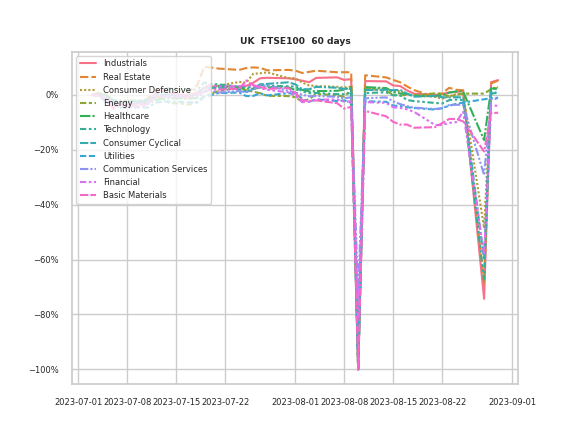 UK FTSE100 60 days
Industrials
Real Estate
Consumer Defensive
Energy
Healthcare
Technology
Consumer Cyclical
Utilities
Communication Services
Financial
Basic Materials
0%
−20%
−40%
−60%
−80%
−100%
2023-07-01 2023-07-08 2023-07-15 2023-07-22 2023-08-01 2023-08-08 2023-08-15 2023-08-22 2023-09-01